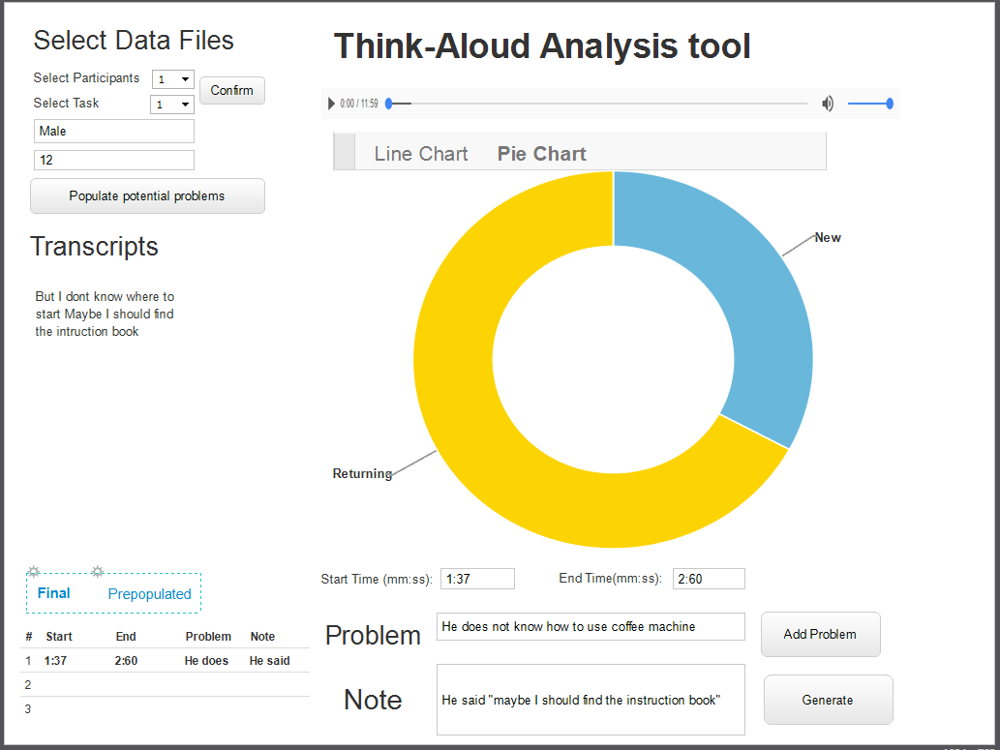 Select Data Files
Select Participants 1
Confirm
Select Task 1
Male
12
Populate potential problems
Transcripts
But I dont know where to
start Maybe I should find
the intruction book
Final Prepopulated
# Start End Problem Note
1 1:37 2:60 He does He said
2
3
Think-Aloud Analysis tool
0:00 / 11:59
Line Chart Pie Chart
New
Returning
Start Time (mm:ss): 1:37 End Time(mm:ss): 2:60
Problem He does not know how to use coffee machine Add Problem
Note He said "maybe I should find the instruction book" Generate